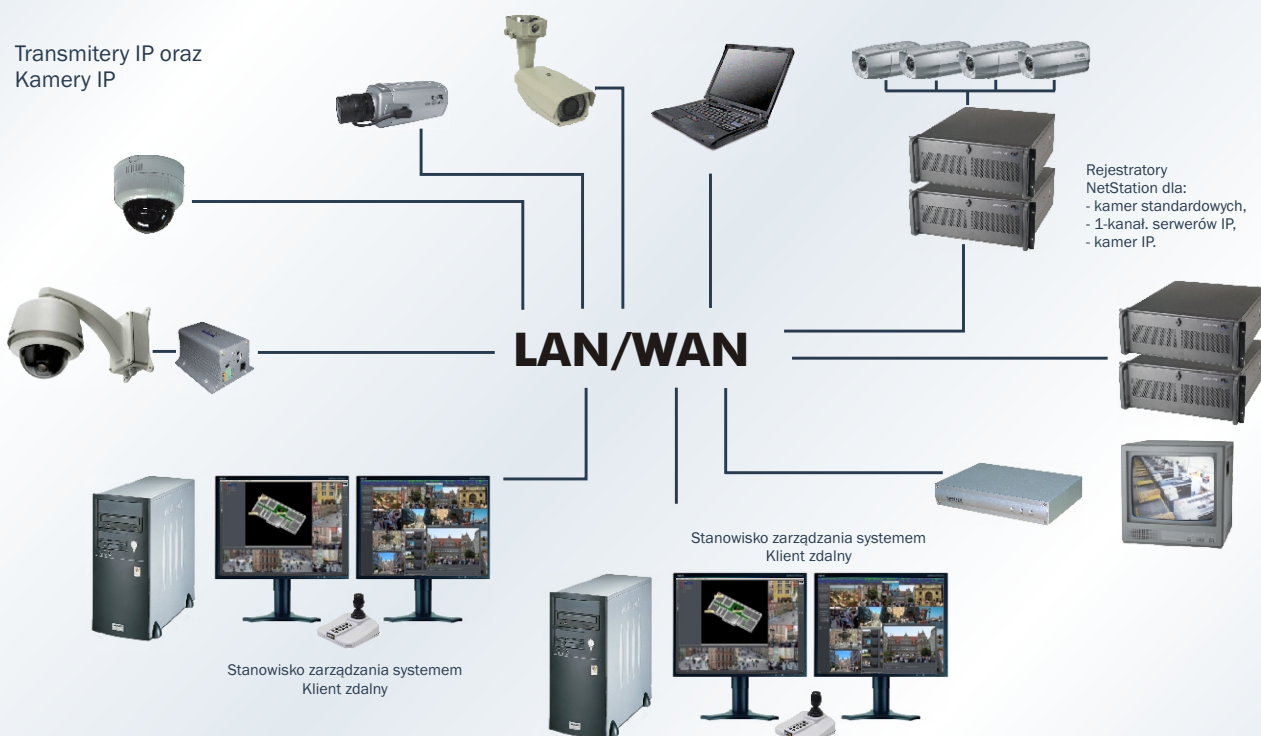 Transmitery IP oraz
Kamery IP
Rejestratory
NetStation dla:
- kamer standardowych,
- 1-kanał. serwerów IP,
- kamer IP.
LAN/WAN
Stanowisko zarządzania systemem
Klient zdalny
Stanowisko zarządzania systemem
Klient zdalny